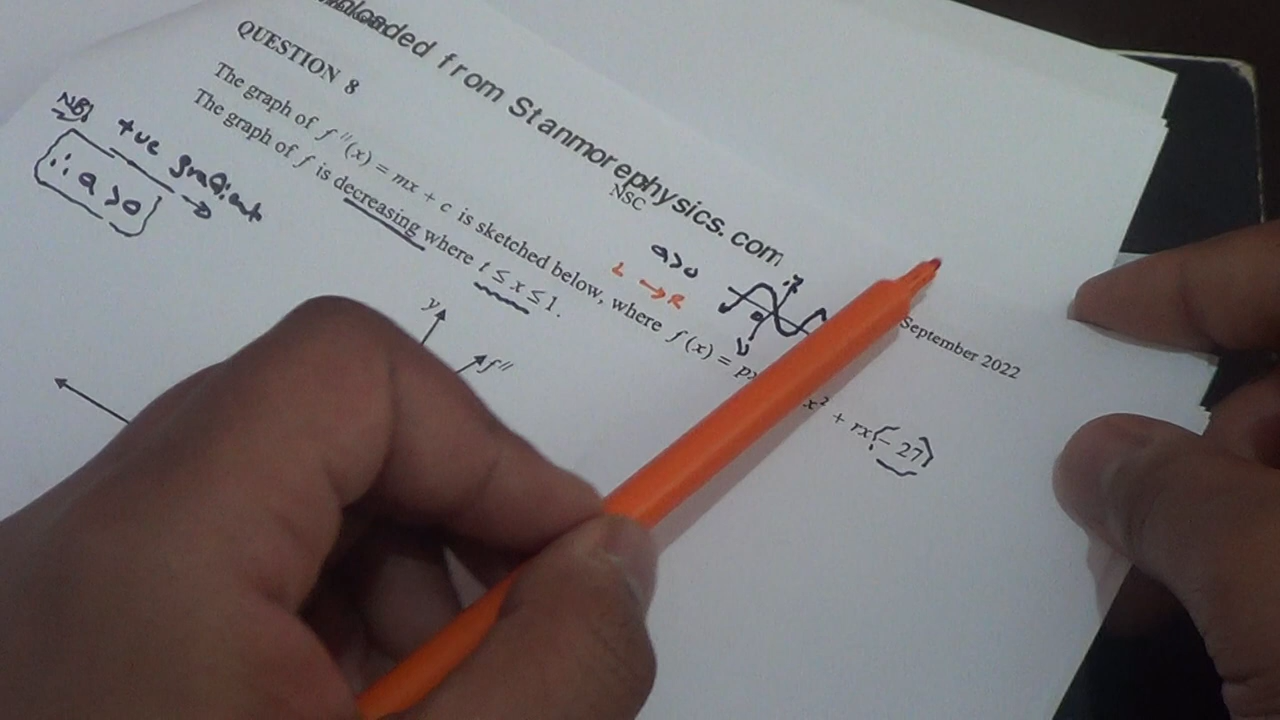 Downloaded from Stanmorephysics.com
NSC
September 2022
QUESTION 8
The graph of f''(x) = mx + c is sketched below, where f(x) = px x² + rx - 27
The graph of f is decreasing where t ≤ x ≤ 1.
NB!
+ve gradient
∴ a > 0
a > 0
L → R
y
f''